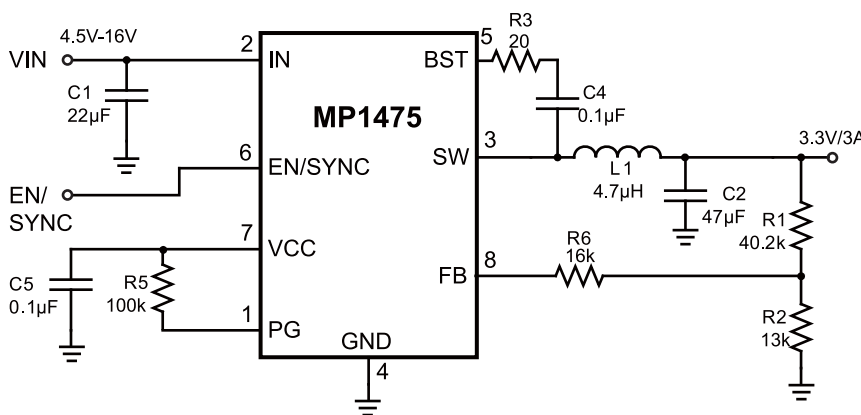 4.5V-16V
VIN
2
IN
C1
22µF
MP1475
5
BST
R3
20
C4
0.1µF
6
EN/SYNC
EN/
SYNC
3
SW
L1
4.7µH
3.3V/3A
C2
47µF
R1
40.2k
7
VCC
C5
0.1µF
R5
100k
8
FB
R6
16k
1
PG
R2
13k
GND
4